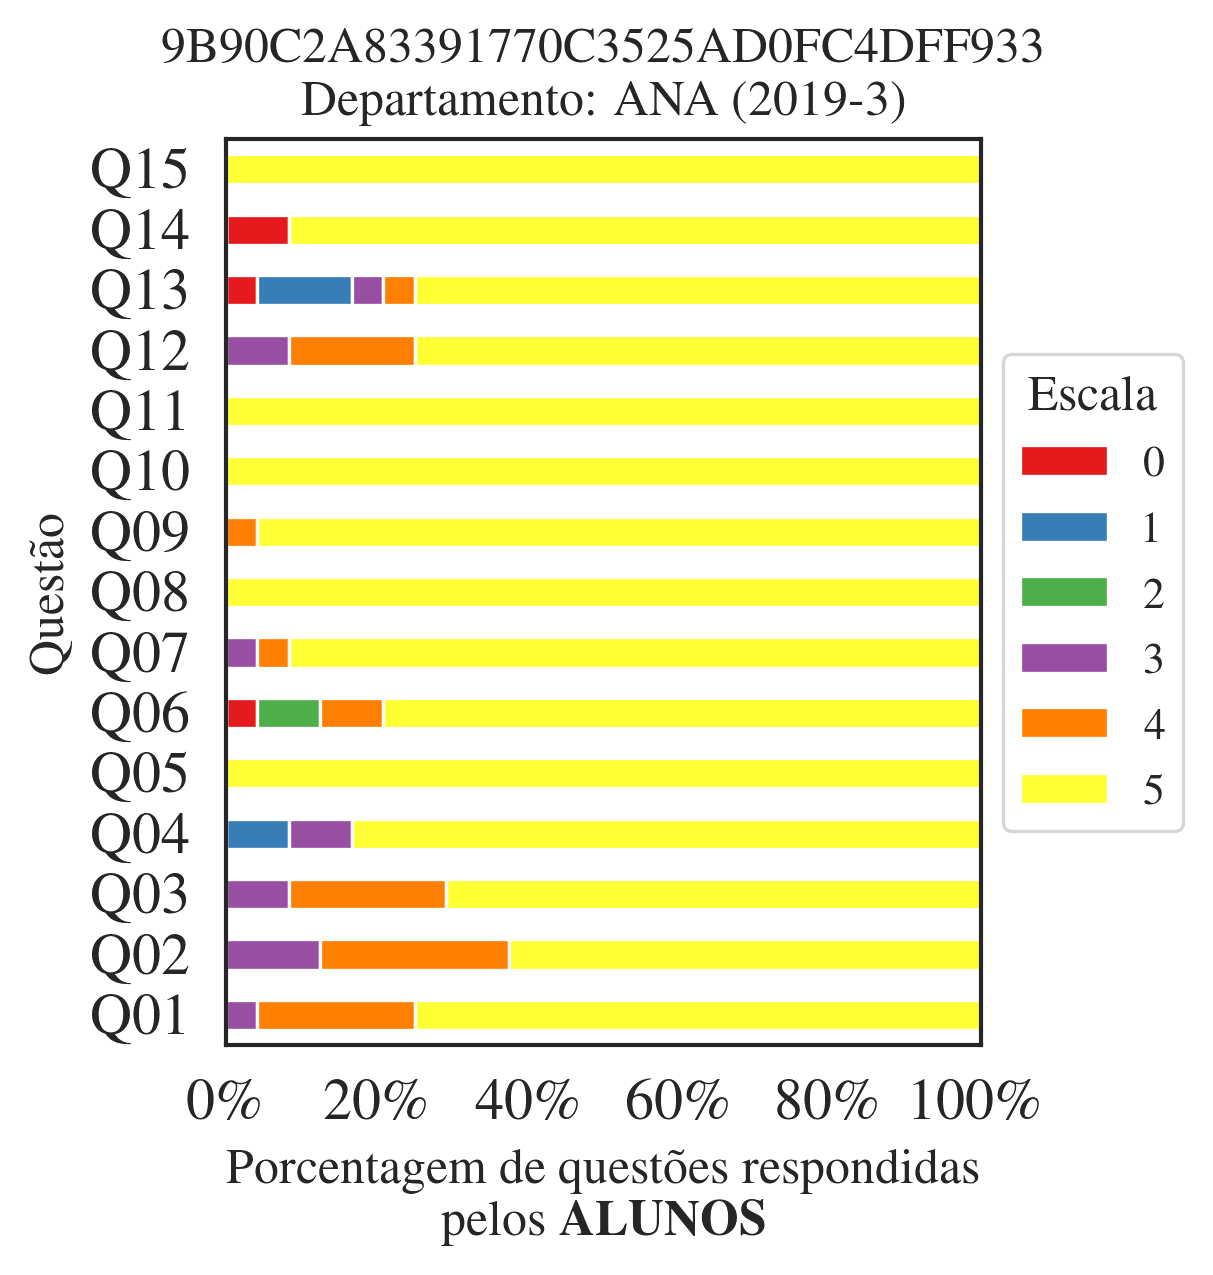 9B90C2A83391770C3525AD0FC4DFF933
Departamento: ANA (2019-3)
Q15
Q14
Q13
Q12
Q11
Q10
Q09
Q08
Q07
Q06
Q05
Q04
Q03
Q02
Q01
Questão
0% 20% 40% 60% 80% 100%
Porcentagem de questões respondidas
pelos ALUNOS
Escala
0
1
2
3
4
5